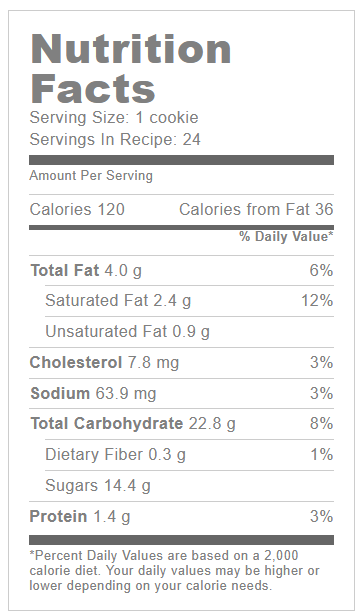 Nutrition
Facts
Serving Size: 1 cookie
Servings In Recipe: 24
Amount Per Serving
Calories 120 Calories from Fat 36
% Daily Value*
Total Fat 4.0 g 6%
Saturated Fat 2.4 g 12%
Unsaturated Fat 0.9 g
Cholesterol 7.8 mg 3%
Sodium 63.9 mg 3%
Total Carbohydrate 22.8 g 8%
Dietary Fiber 0.3 g 1%
Sugars 14.4 g
Protein 1.4 g 3%
*Percent Daily Values are based on a 2,000
calorie diet. Your daily values may be higher or
lower depending on your calorie needs.